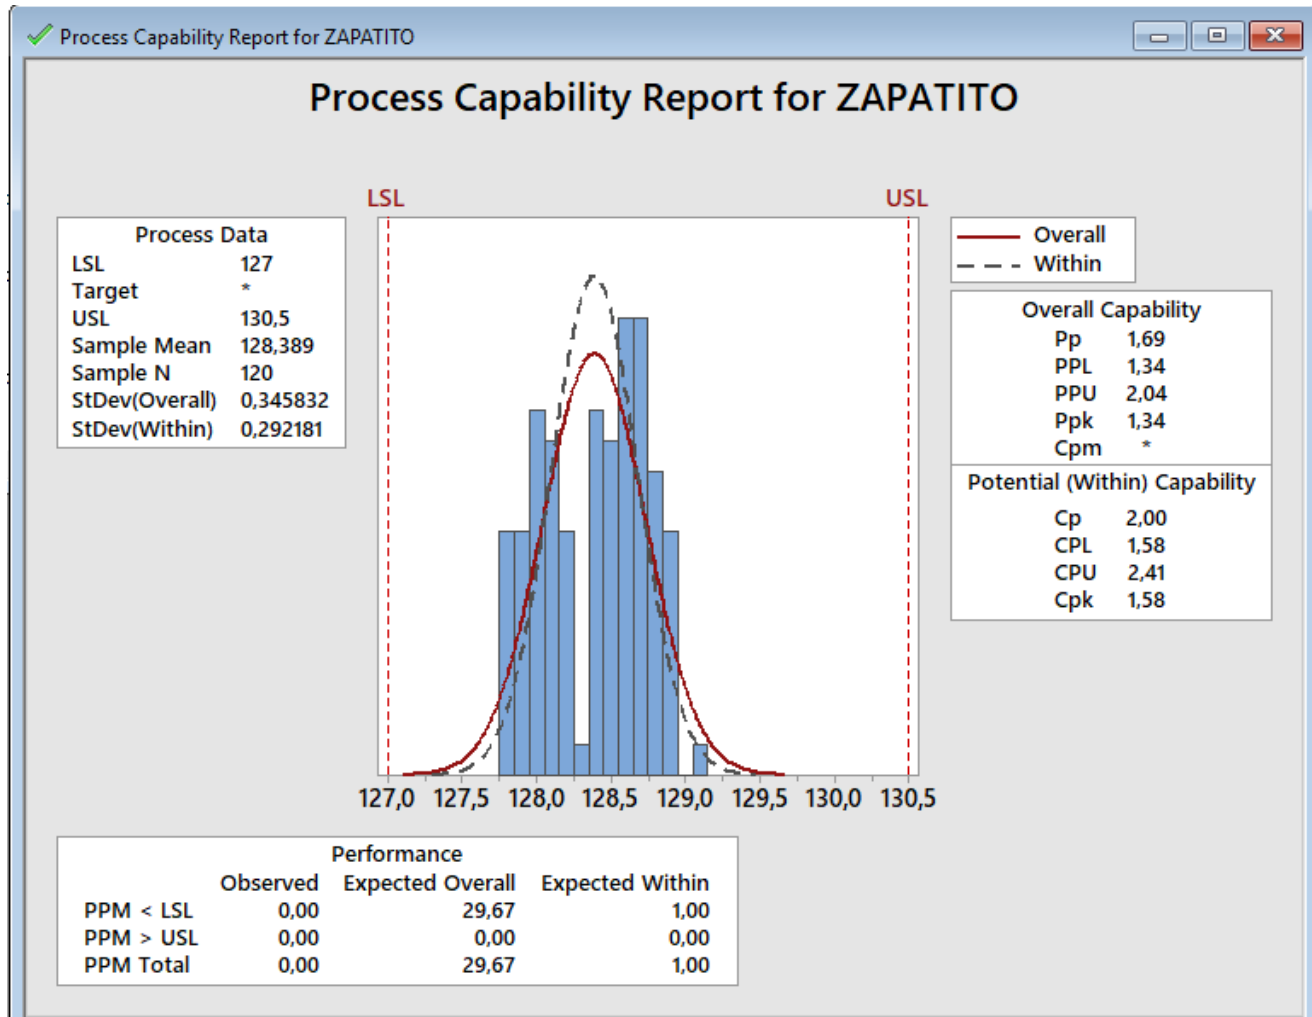 Process Capability Report for ZAPATITO
Process Capability Report for ZAPATITO
LSL
USL
Process Data
LSL 127
Target *
USL 130,5
Sample Mean 128,389
Sample N 120
StDev(Overall) 0,345832
StDev(Within) 0,292181
Overall
Within
Overall Capability
Pp 1,69
PPL 1,34
PPU 2,04
Ppk 1,34
Cpm *
Potential (Within) Capability
Cp 2,00
CPL 1,58
CPU 2,41
Cpk 1,58
127,0 127,5 128,0 128,5 129,0 129,5 130,0 130,5
Performance
Observed Expected Overall Expected Within
PPM < LSL 0,00 29,67 1,00
PPM > USL 0,00 0,00 0,00
PPM Total 0,00 29,67 1,00